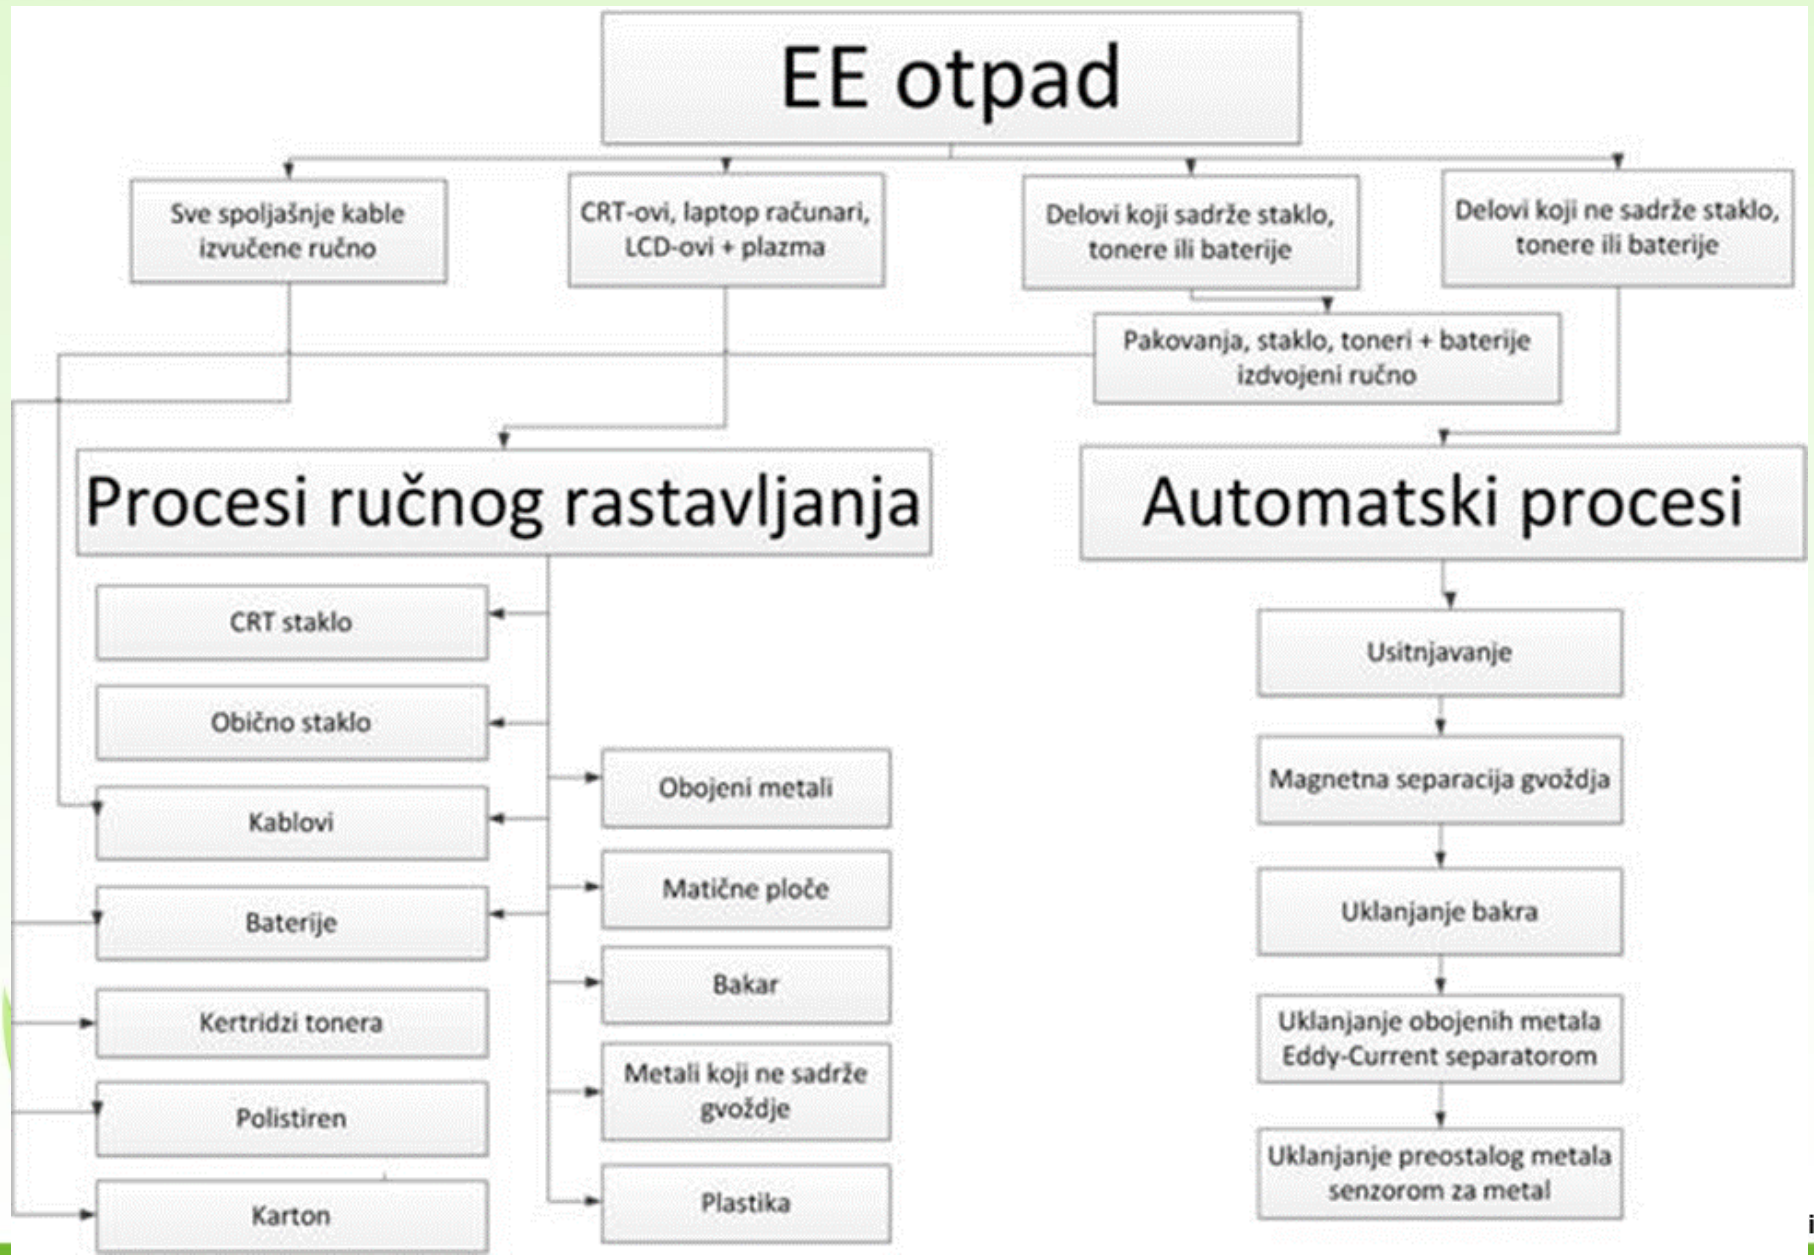 EE otpad
Sve spoljašnje kable
izvučene ručno
CRT-ovi, laptop računari,
LCD-ovi + plazma
Delovi koji sadrže staklo,
tonere ili baterije
Delovi koji ne sadrže staklo,
tonere ili baterije
Pakovanja, staklo, toneri + baterije
izdvojeni ručno
Procesi ručnog rastavljanja
CRT staklo
Obično staklo
Kablovi
Baterije
Kertridzi tonera
Polistiren
Karton
Obojeni metali
Matične ploče
Bakar
Metali koji ne sadrže
gvoždje
Plastika
Automatski procesi
Usitnjavanje
Magnetna separacija gvoždja
Uklanjanje bakra
Uklanjanje obojenih metala
Eddy-Current separatorom
Uklanjanje preostalog metala
senzorom za metal
i